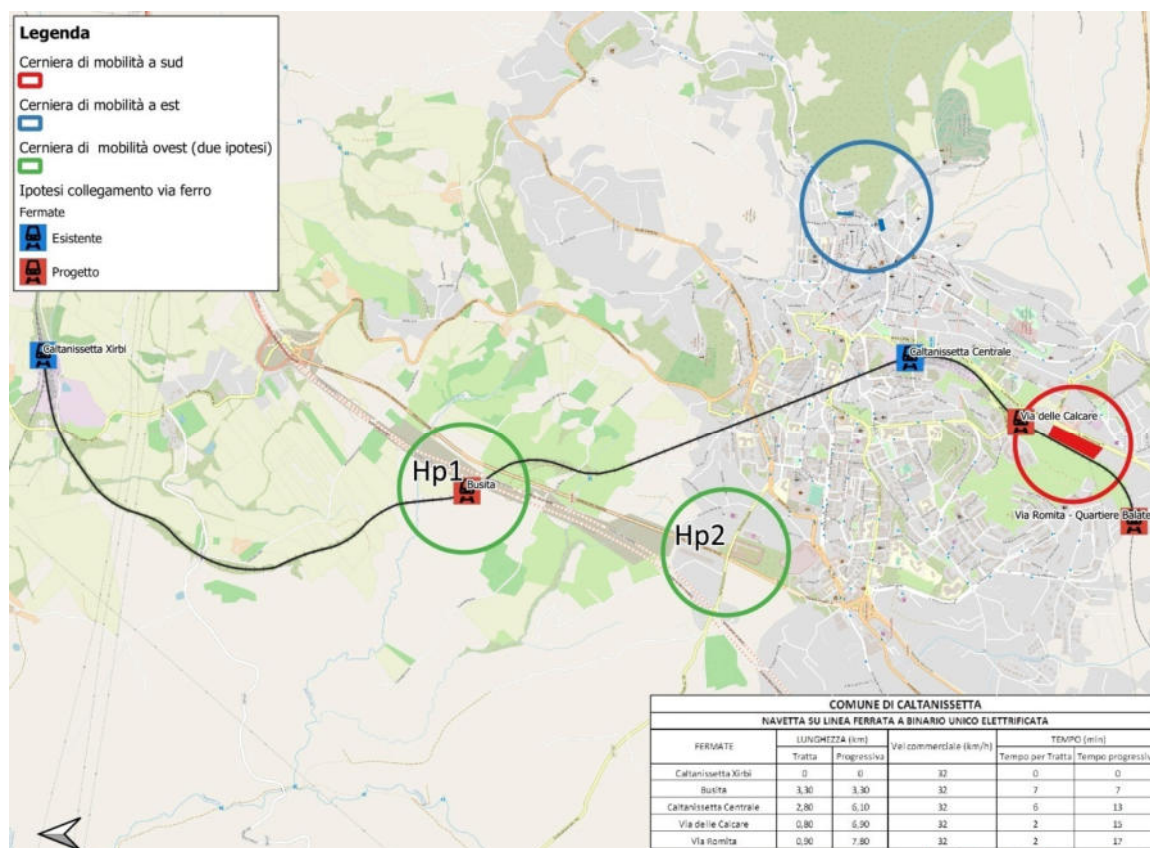 Legenda
Cerniera di mobilità a sud
Cerniera di mobilità a est
Cerniera di mobilità ovest (due ipotesi)
Ipotesi collegamento via ferro
Fermate
Esistente
Progetto
Caltanissetta Xirbi
Caltanissetta Centrale
Via delle Calcare
Hp1
Busita
Via Romita - Quartiere Balate
Hp2
COMUNE DI CALTANISSETTA
NAVETTA SU LINEA FERRATA A BINARIO UNICO ELETTRIFICATA
FERMATE LUNGHEZZA (km) Vel commerciale (km/h) TEMPO (min)
Tratta Progressiva Tempo per Tratta Tempo progressiv
Caltanissetta Xirbi 0 0 32 0 0
Busita 3,30 3,30 32 7 7
Caltanissetta Centrale 2,80 6,10 32 6 13
Via delle Calcare 0,80 6,90 32 2 15
Via Romita 0,90 7,80 32 2 17